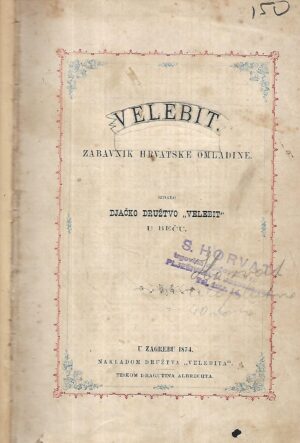 150
VELEBIT.
ZABAVNIK HRVATSKE OMLADINE.
IZDALO
DJAČKO DRUŽTVO „VELEBIT“
U BEČU.
S. HORVAT
U ZAGREBU 1874.
NAKLADOM DRUŽTVA „VELEBITA“.
TISKOM DRAGUTINA ALBRECHTA.